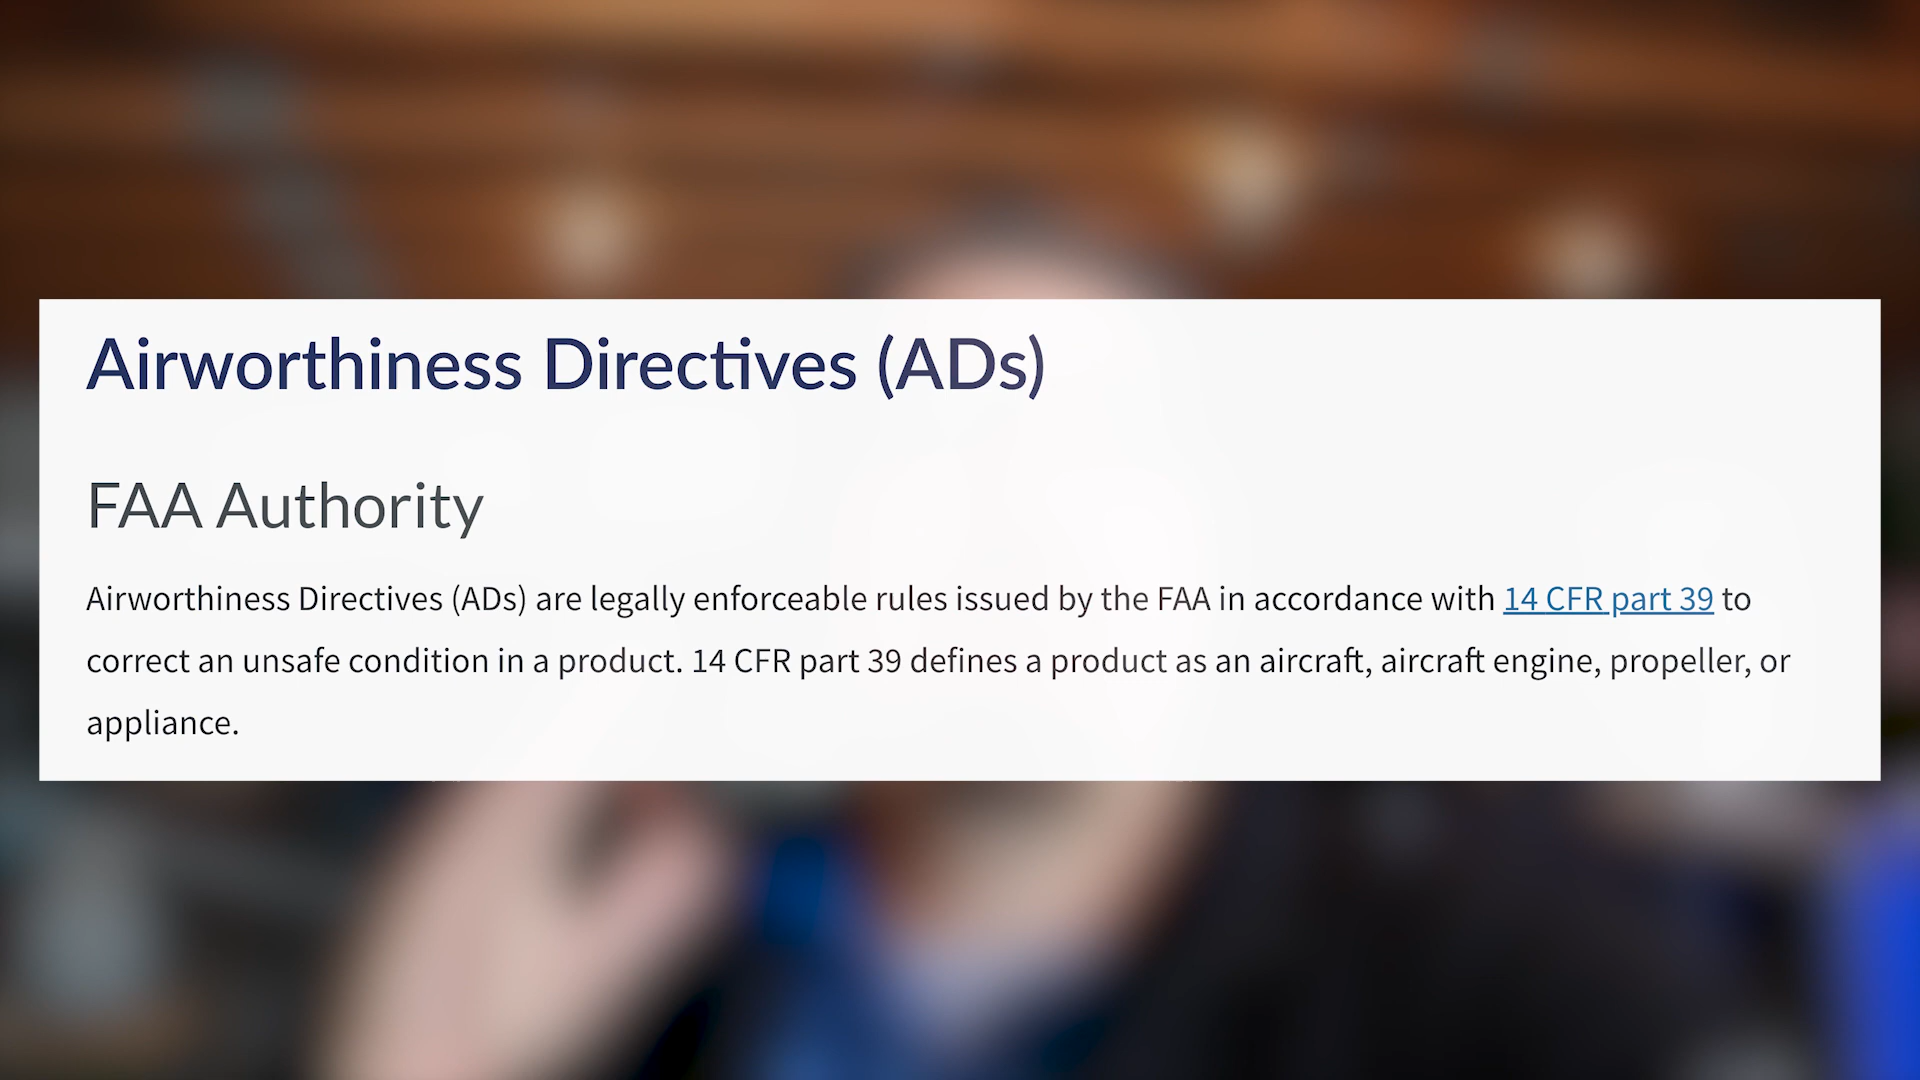 Airworthiness Directives (ADs)
FAA Authority
Airworthiness Directives (ADs) are legally enforceable rules issued by the FAA in accordance with 14 CFR part 39 to
correct an unsafe condition in a product. 14 CFR part 39 defines a product as an aircraft, aircraft engine, propeller, or
appliance.